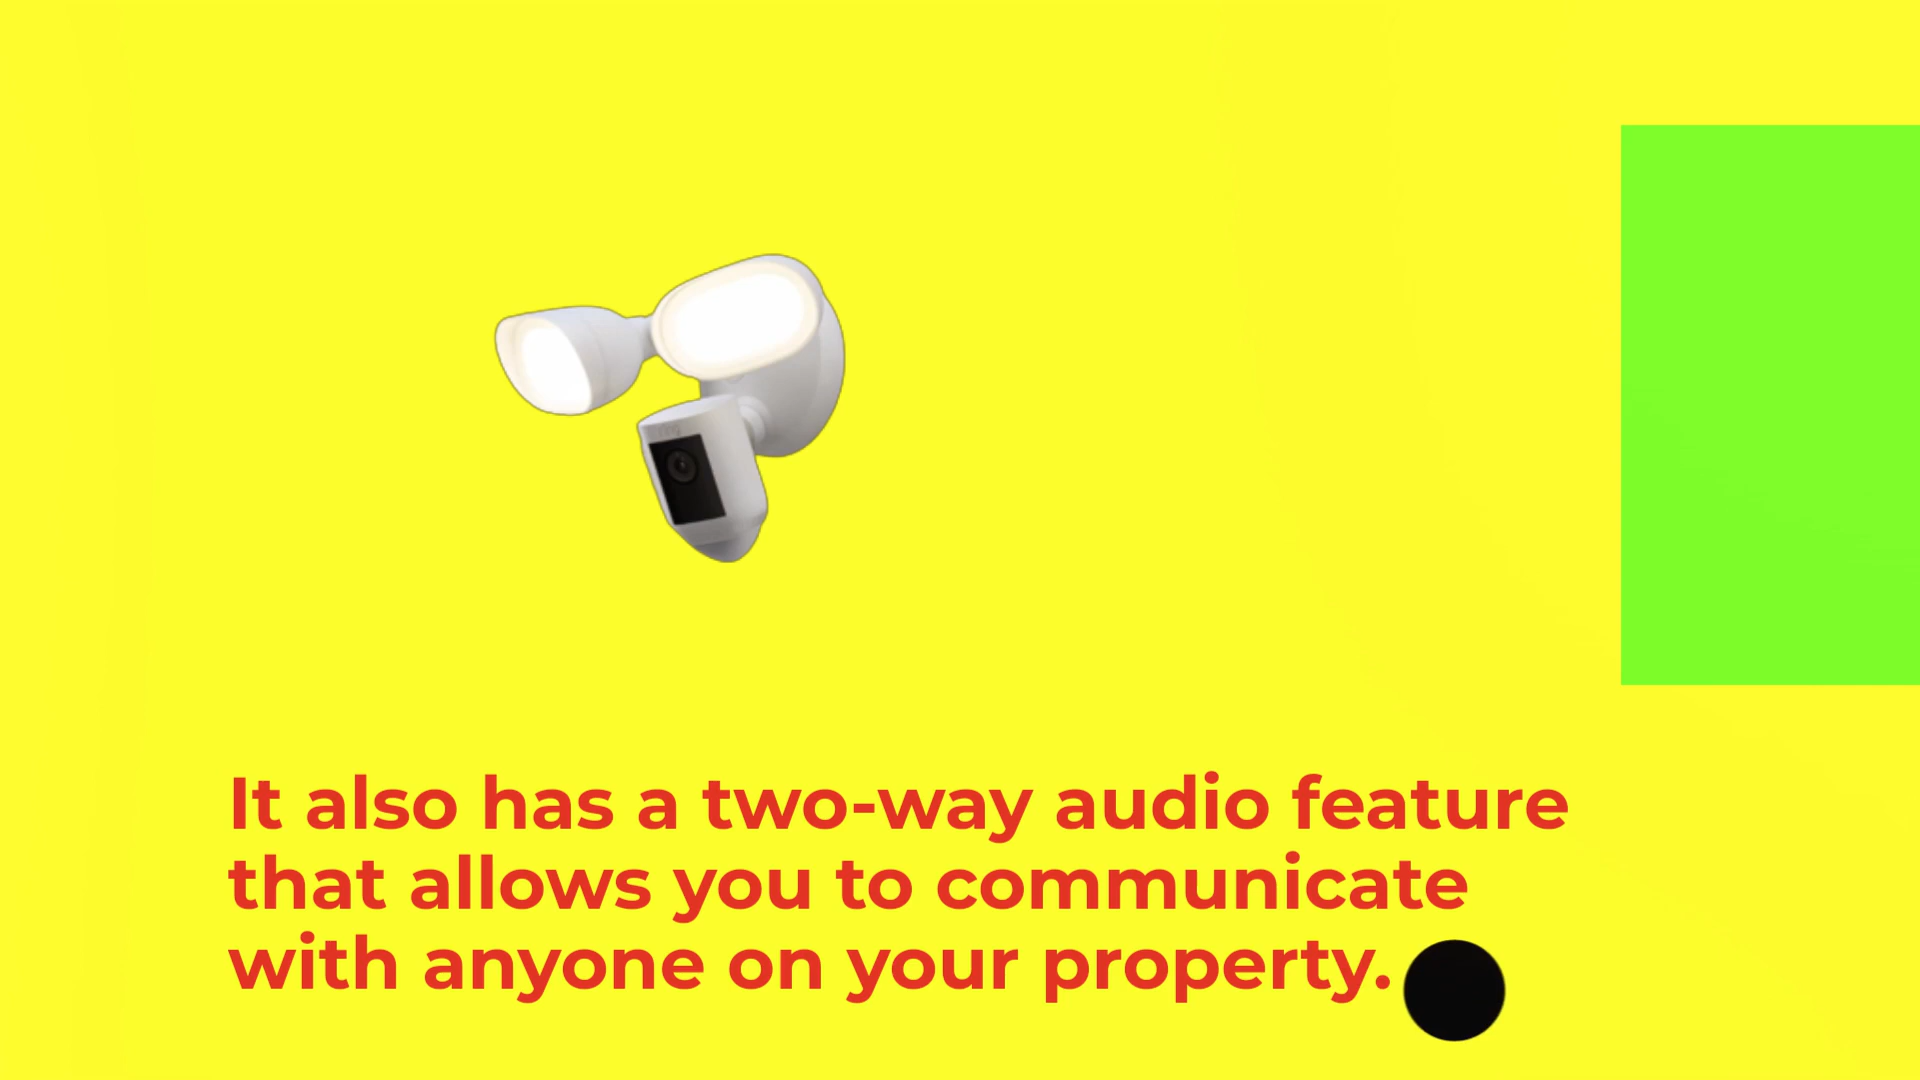 It also has a two-way audio feature
that allows you to communicate
with anyone on your property.